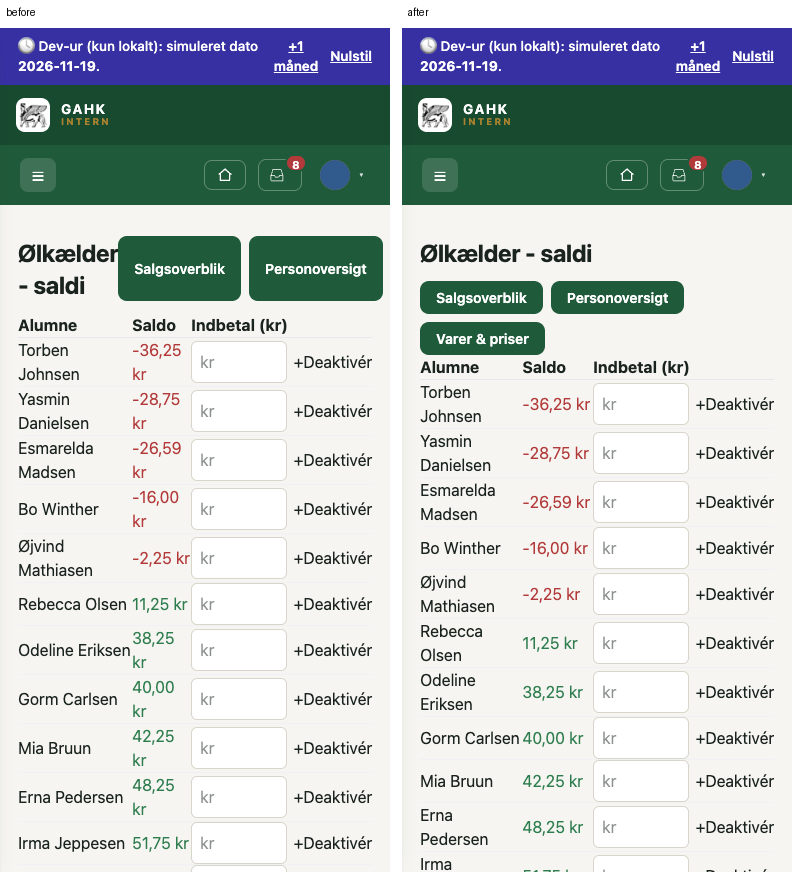 before
🕓 Dev-ur (kun lokalt): simuleret dato
2026-11-19.
+1
måned
Nulstil
GAHK
INTERN
8
Ølkælder
- saldi
Salgsoverblik
Personoversigt
Alumne Saldo Indbetal (kr)
Torben
Johnsen
-36,25
kr
kr
+Deaktivér
Yasmin
Danielsen
-28,75
kr
kr
+Deaktivér
Esmarelda
Madsen
-26,59
kr
kr
+Deaktivér
Bo Winther
-16,00
kr
kr
+Deaktivér
Øjvind
Mathiasen
-2,25 kr
kr
+Deaktivér
Rebecca Olsen 11,25 kr kr +Deaktivér
Odeline Eriksen
38,25
kr
kr
+Deaktivér
Gorm Carlsen
40,00
kr
kr
+Deaktivér
Mia Bruun
42,25
kr
kr
+Deaktivér
Erna Pedersen
48,25
kr
kr
+Deaktivér
Irma Jeppesen 51,75 kr kr +Deaktivér
after
🕓 Dev-ur (kun lokalt): simuleret dato
2026-11-19.
+1
måned
Nulstil
GAHK
INTERN
8
Ølkælder - saldi
Salgsoverblik
Personoversigt
Varer & priser
Alumne Saldo Indbetal (kr)
Torben
Johnsen
-36,25 kr
kr
+Deaktivér
Yasmin
Danielsen
-28,75 kr
kr
+Deaktivér
Esmarelda
Madsen
-26,59 kr
kr
+Deaktivér
Bo Winther -16,00 kr kr +Deaktivér
Øjvind
Mathiasen
-2,25 kr
kr
+Deaktivér
Rebecca
Olsen
11,25 kr
kr
+Deaktivér
Odeline
Eriksen
38,25 kr
kr
+Deaktivér
Gorm Carlsen 40,00 kr kr +Deaktivér
Mia Bruun 42,25 kr kr +Deaktivér
Erna
Pedersen
48,25 kr
kr
+Deaktivér
Irma